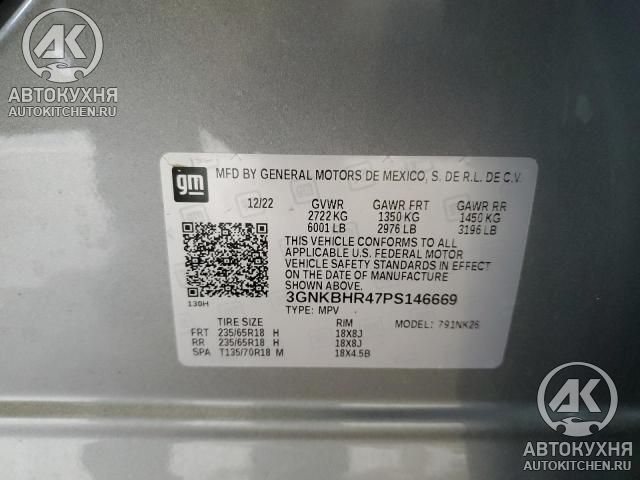 АК
АВТОКУХНЯ
AUTOKITCHEN.RU
АК
АВТОКУХНЯ
AUTOKITCHEN.RU
gm
MFD BY GENERAL MOTORS DE MEXICO, S. DE R.L. DE C.V.
12/22 GVWR GAWR FRT GAWR RR
2722 KG 1350 KG 1450 KG
6001 LB 2976 LB 3196 LB
THIS VEHICLE CONFORMS TO ALL
APPLICABLE U.S. FEDERAL MOTOR
VEHICLE SAFETY STANDARDS IN EFFECT
ON THE DATE OF MANUFACTURE
SHOWN ABOVE.
130H 3GNKBHR47PS146669
TYPE: MPV
TIRE SIZE RIM MODEL: 791NK26
FRT 235/65R18 H 18X8J
RR 235/65R18 H 18X8J
SPA T135/70R18 M 18X4.5B
АК
АВТОКУХНЯ
AUTOKITCHEN.RU